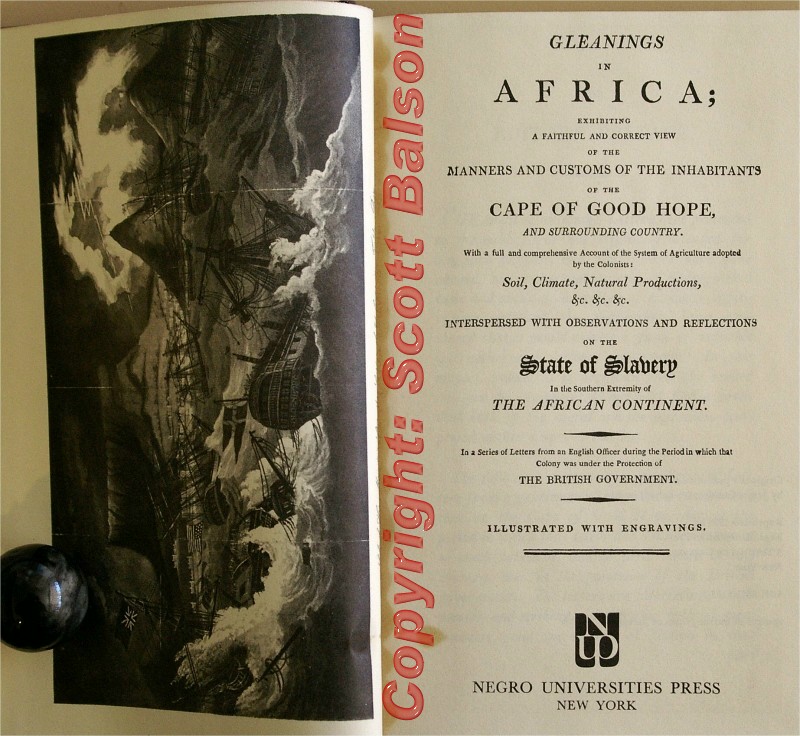 Copyright: Scott Balson
GLEANINGS
IN
AFRICA;
EXHIBITING
A FAITHFUL AND CORRECT VIEW
OF THE
MANNERS AND CUSTOMS OF THE INHABITANTS
OF THE
CAPE OF GOOD HOPE,
AND SURROUNDING COUNTRY.
With a full and comprehensive Account of the System of Agriculture adopted
by the Colonists:
Soil, Climate, Natural Productions,
&c. &c. &c.
INTERSPERSED WITH OBSERVATIONS AND REFLECTIONS
ON THE
State of Slavery
In the Southern Extremity of
THE AFRICAN CONTINENT.
In a Series of Letters from an English Officer during the Period in which that
Colony was under the Protection of
THE BRITISH GOVERNMENT.
ILLUSTRATED WITH ENGRAVINGS.
NUP
NEGRO UNIVERSITIES PRESS
NEW YORK